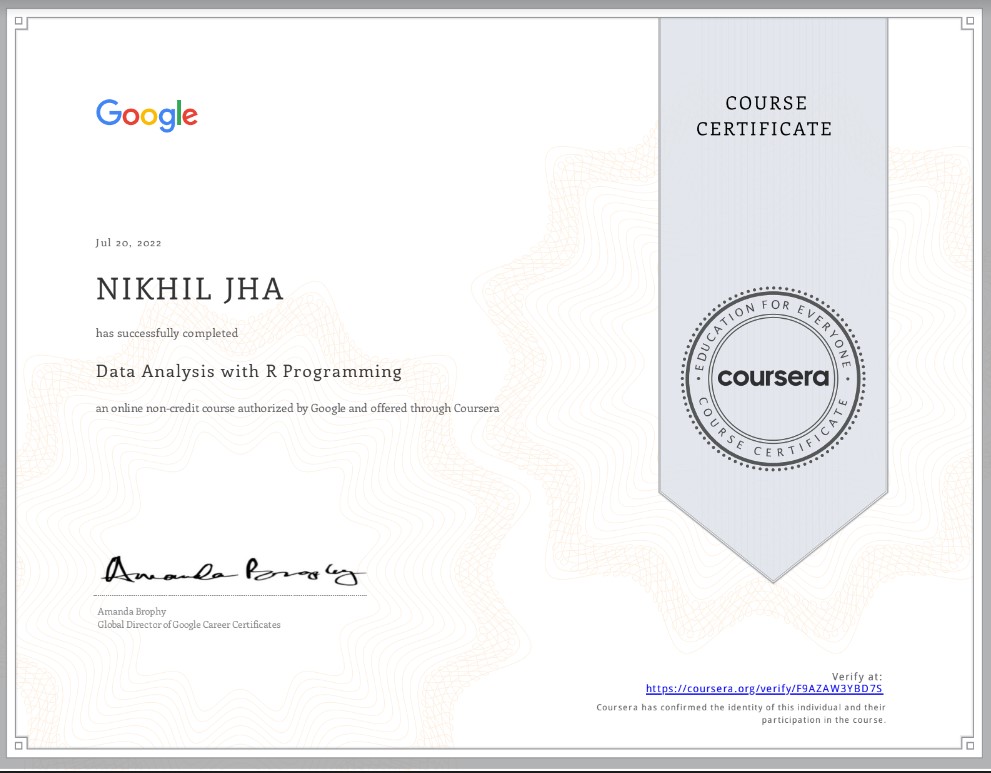 Google
COURSE
CERTIFICATE
Jul 20, 2022
NIKHIL JHA
has successfully completed
Data Analysis with R Programming
an online non-credit course authorized by Google and offered through Coursera
EDUCATION FOR EVERYONE
coursera
COURSE CERTIFICATE
Amanda Brophy
Amanda Brophy
Global Director of Google Career Certificates
Verify at:
https://coursera.org/verify/F9AZAW3YBD7S
Coursera has confirmed the identity of this individual and their
participation in the course.